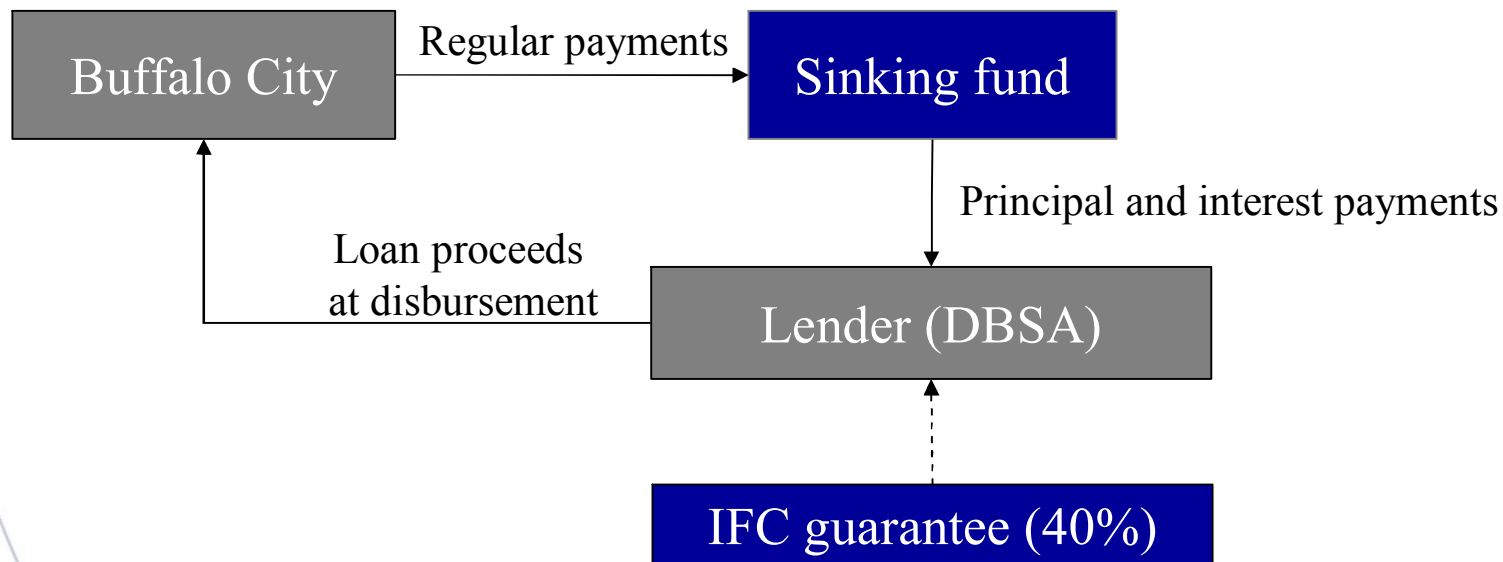 Regular payments
Buffalo City
Sinking fund
Principal and interest payments
Loan proceeds
at disbursement
Lender (DBSA)
IFC guarantee (40%)